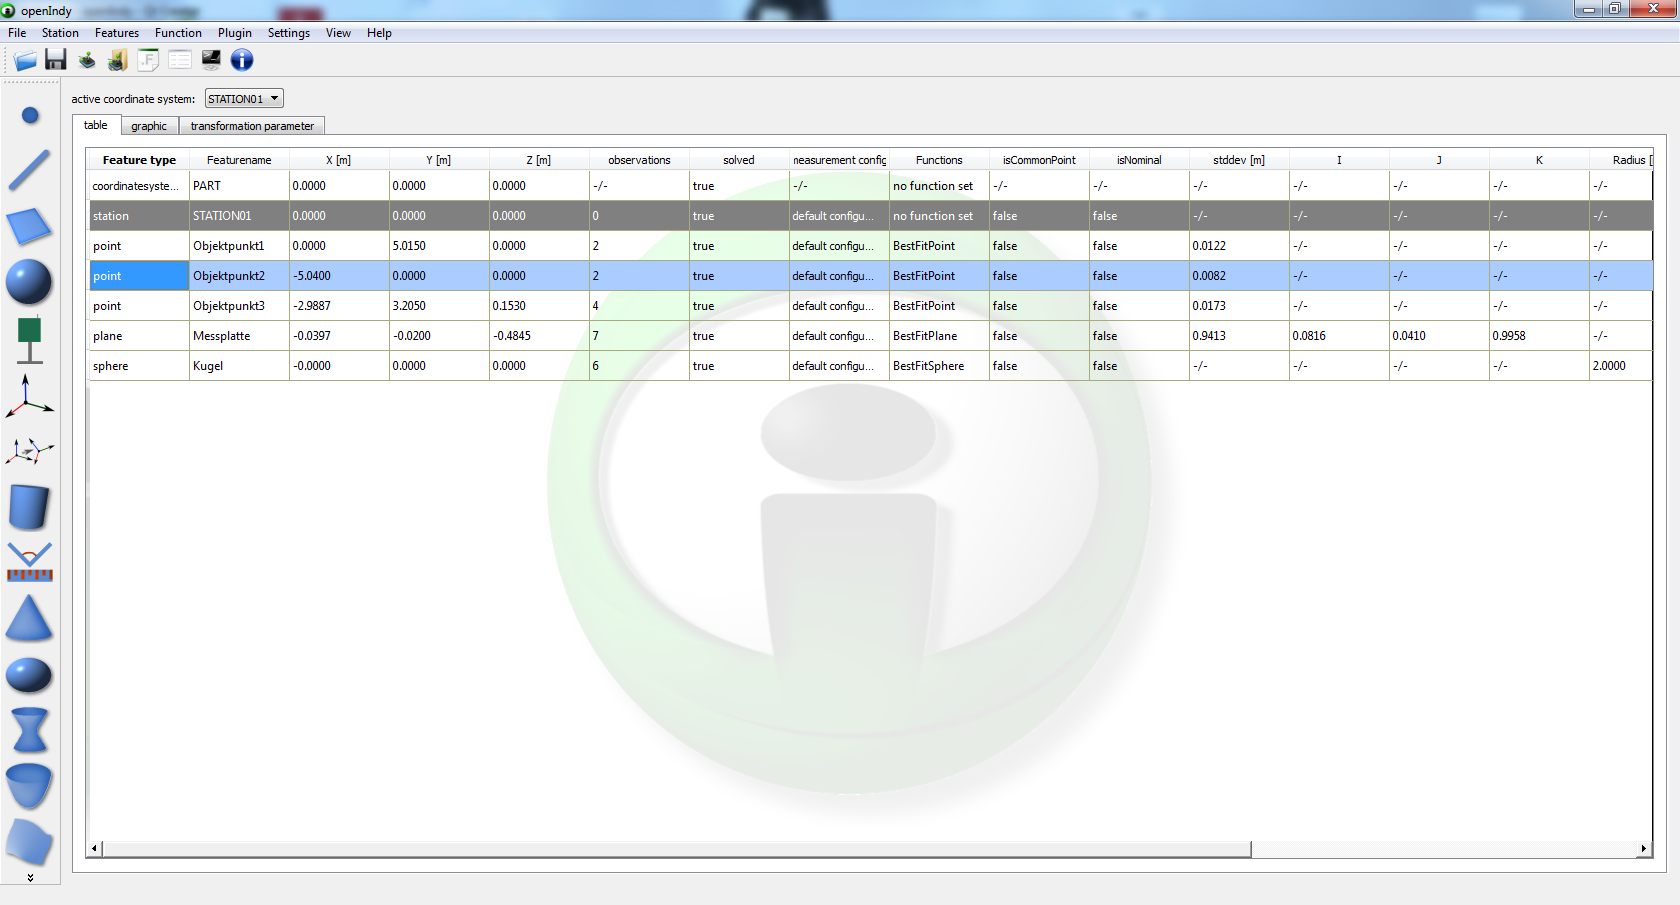 openIndy
File Station Features Function Plugin Settings View Help
active coordinate system: STATION01
table graphic transformation parameter
Feature type Featurename X [m] Y [m] Z [m] observations solved measurement config Functions isCommonPoint isNominal stddev [m] I J K Radius [
coordinatesyste... PART 0.0000 0.0000 0.0000 -/- true -/- no function set -/- -/- -/- -/- -/- -/- -/-
station STATION01 0.0000 0.0000 0.0000 0 true default configu... no function set false false -/- -/- -/- -/- -/-
point Objektpunkt1 0.0000 5.0150 0.0000 2 true default configu... BestFitPoint false false 0.0122 -/- -/- -/- -/-
point Objektpunkt2 -5.0400 0.0000 0.0000 2 true default configu... BestFitPoint false false 0.0082 -/- -/- -/- -/-
point Objektpunkt3 -2.9887 3.2050 0.1530 4 true default configu... BestFitPoint false false 0.0173 -/- -/- -/- -/-
plane Messplatte -0.0397 -0.0200 -0.4845 7 true default configu... BestFitPlane false false 0.9413 0.0816 0.0410 0.9958 -/-
sphere Kugel -0.0000 0.0000 0.0000 6 true default configu... BestFitSphere false false -/- -/- -/- -/- 2.0000